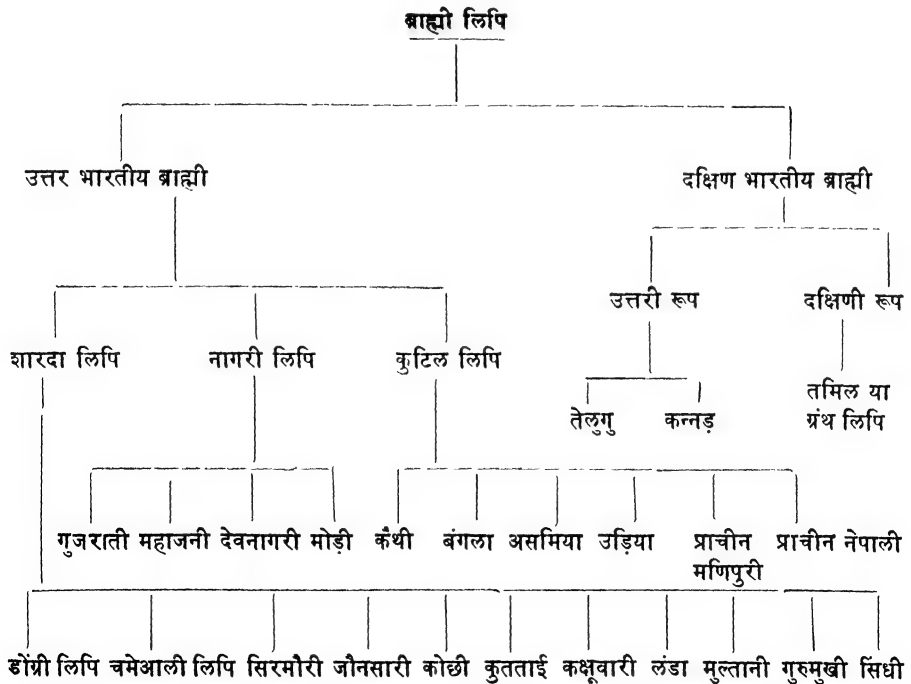 ब्राह्मी लिपि
उत्तर भारतीय ब्राह्मी
दक्षिण भारतीय ब्राह्मी
उत्तरी रूप
दक्षिणी रूप
शारदा लिपि
नागरी लिपि
कुटिल लिपि
तेलुगु
कन्नड़
तमिल या
ग्रंथ लिपि
गुजराती महाजनी देवनागरी मोड़ी
कैथी बंगला असमिया उड़िया प्राचीन प्राचीन नेपाली
मणिपुरी
डोंग्री लिपि चमेआली लिपि सिरमौरी जौनसारी कोछी कुतताई कक्षूवारी लंडा मुल्तानी गुरुमुखी सिंधी